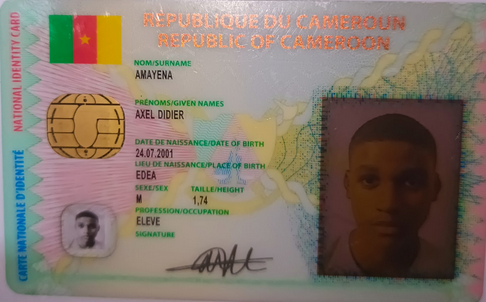 REPUBLIQUE DU CAMEROUN
REPUBLIC OF CAMEROON
NATIONAL IDENTITY CARD
CARTE NATIONALE D'IDENTITÉ
NOM/SURNAME
AMAYENA
PRÉNOMS/GIVEN NAMES
AXEL DIDIER
DATE DE NAISSANCE/DATE OF BIRTH
24.07.2001
LIEU DE NAISSANCE/PLACE OF BIRTH
EDEA
SEXE/SEX TAILLE/HEIGHT
M 1,74
PROFESSION/OCCUPATION
ELEVE
SIGNATURE